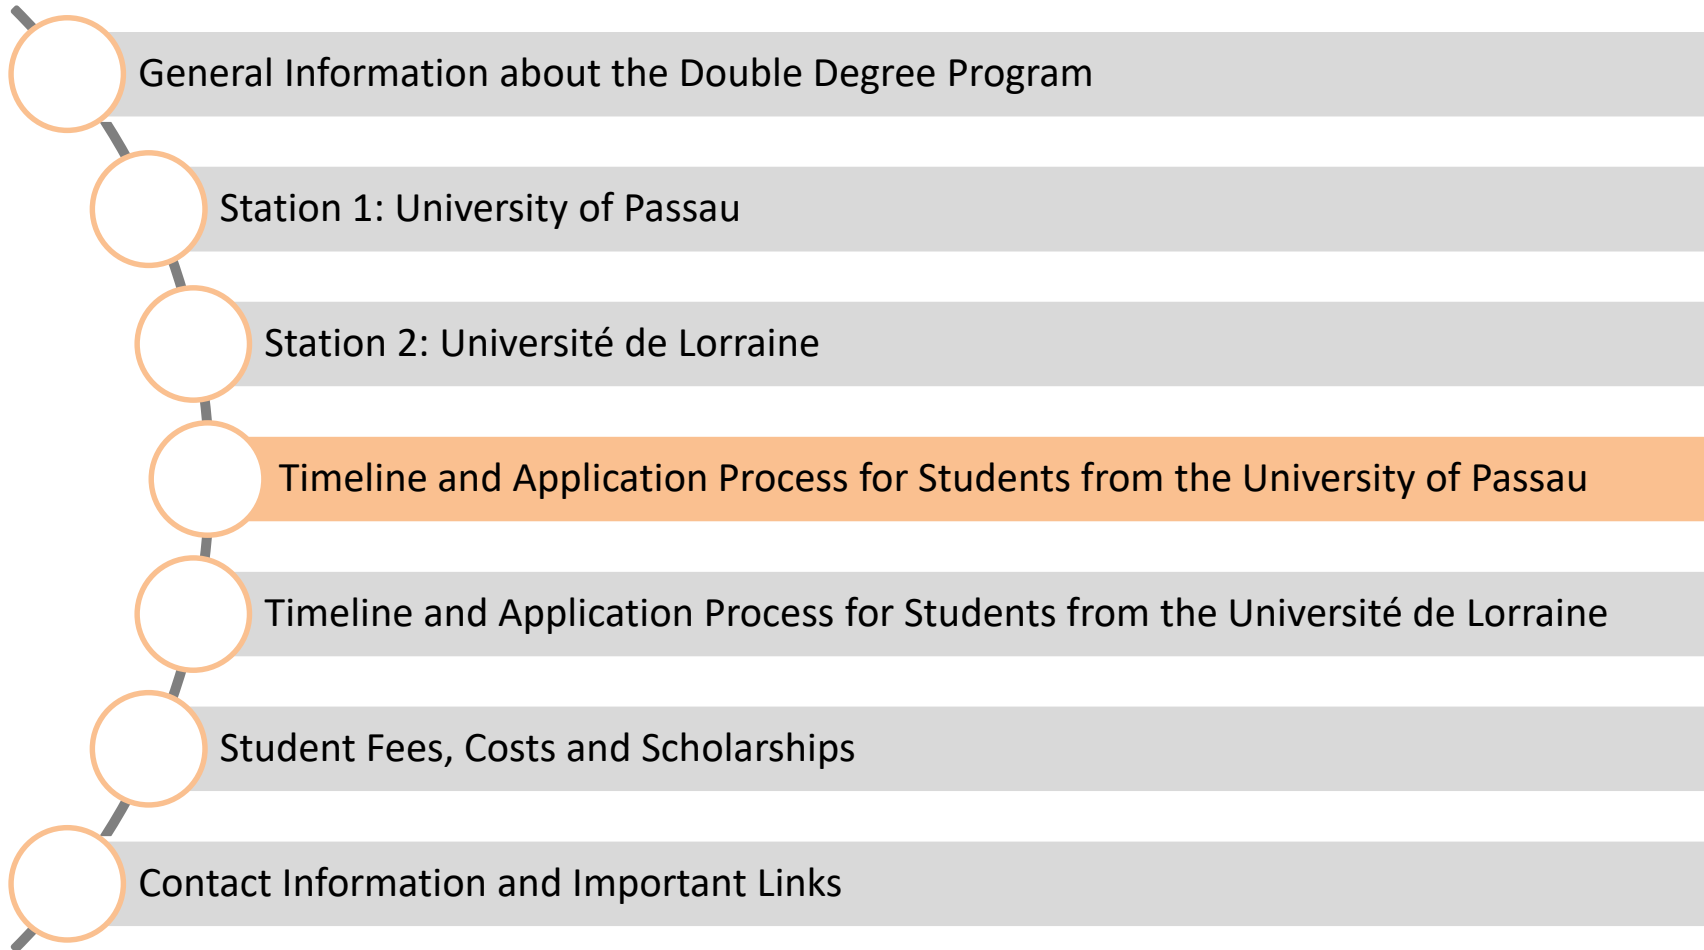 General Information about the Double Degree Program
Station 1: University of Passau
Station 2: Université de Lorraine
Timeline and Application Process for Students from the University of Passau
Timeline and Application Process for Students from the Université de Lorraine
Student Fees, Costs and Scholarships
Contact Information and Important Links